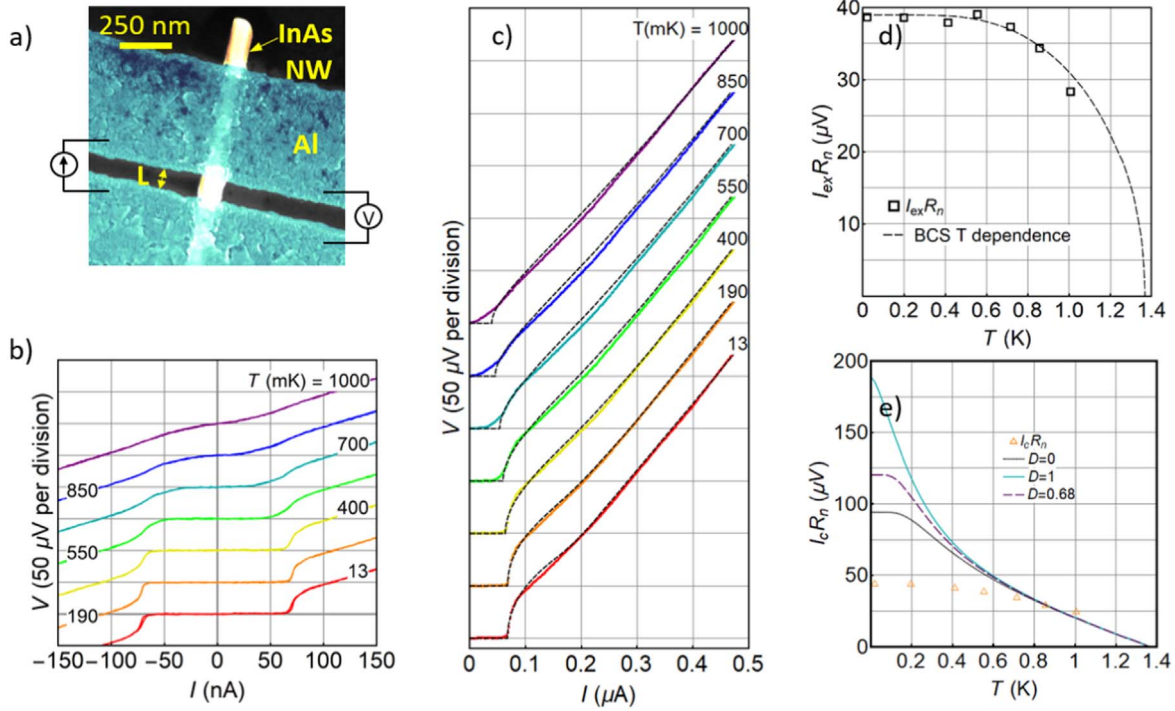 a)
250 nm
InAs
NW
Al
L
V
b)
V (50 μV per division)
T (mK) = 1000
850
700
550
400
190
13
−150
−100
−50
0
50
100
150
I (nA)
c)
V (50 μV per division)
T(mK) = 1000
850
700
550
400
190
13
0
0.1
0.2
0.3
0.4
0.5
I (μA)
d)
IexRn (μV)
40
30
20
10
0
IexRn
BCS T dependence
0
0.2
0.4
0.6
0.8
1.0
1.2
1.4
T (K)
e)
IcRn (μV)
200
150
100
50
0
IcRn
D=0
D=1
D=0.68
0.2
0.4
0.6
0.8
1
1.2
1.4
T (K)